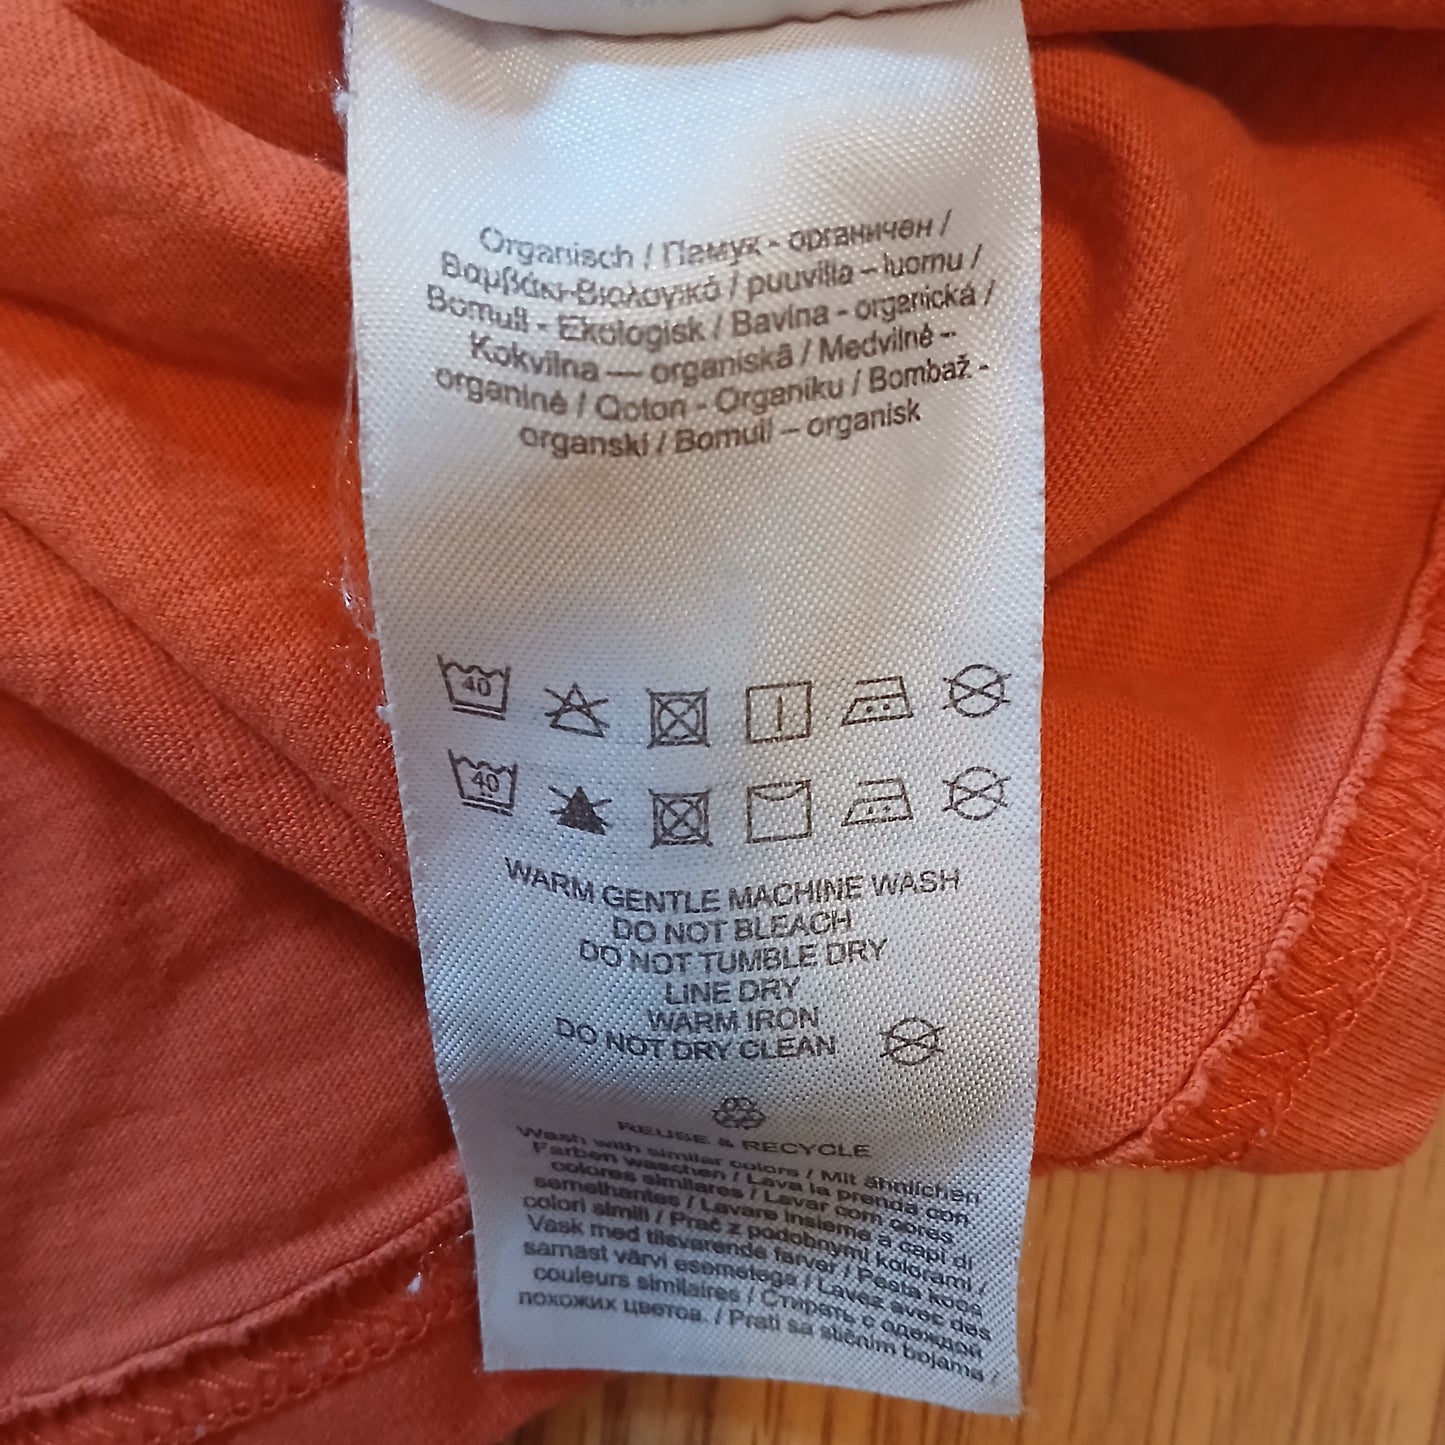 Organisch / Памук - органичен /
Βαμβάκι-Βιολογικό / puuvilla – luomu /
Bomull - Ekologisk / Bavlna - organická /
Kokvilna — organiskā / Medvilnė –
organinė / Qoton - Organiku / Bombaž -
organski / Bomull – organisk
40
40
WARM GENTLE MACHINE WASH
DO NOT BLEACH
DO NOT TUMBLE DRY
LINE DRY
WARM IRON
DO NOT DRY CLEAN
REUSE & RECYCLE
Wash with similar colors / Mit ähnlichen
Farben waschen / Lava la prenda con
colores similares / Lavar com cores
semelhantes / Lavare insieme a capi di
colori simili / Prać z podobnymi kolorami /
Vask med tilsvarende farver / Pesta koos
samast värvi esemetega / Lavez avec des
couleurs similaires / Стирать с одеждой
похожих цветов. / Prati sa sličnim bojama /